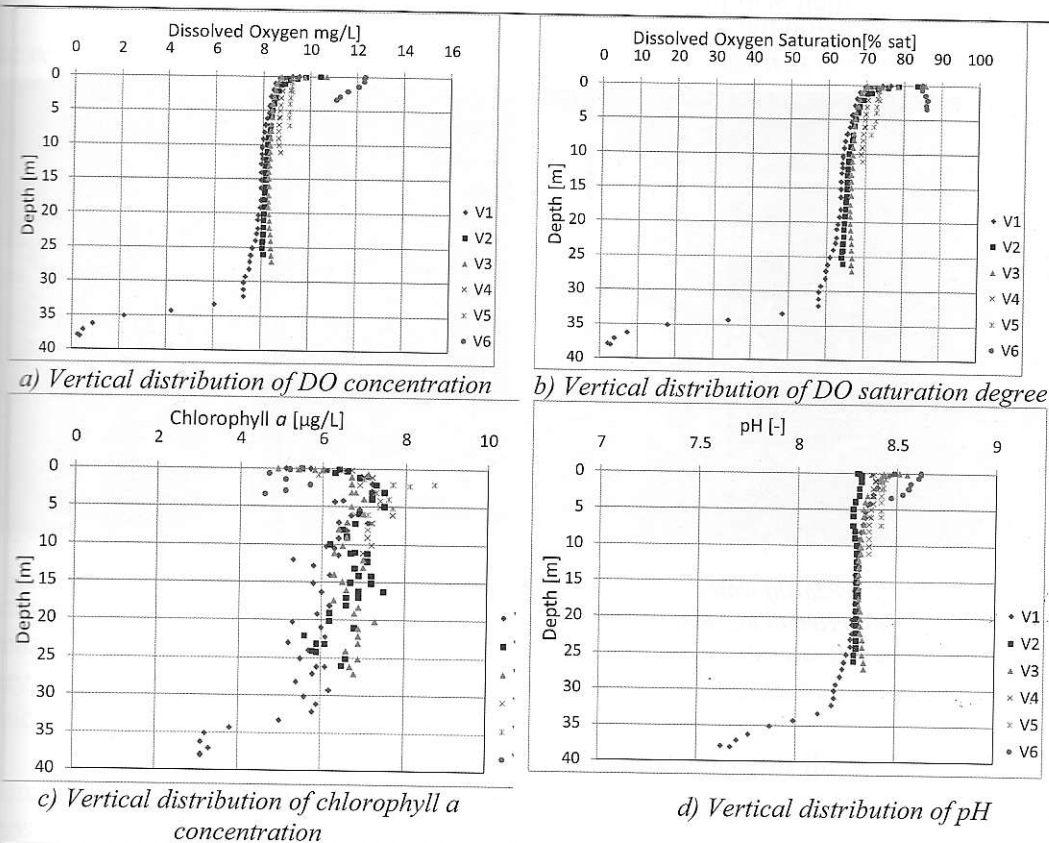 Dissolved Oxygen mg/L]
0 2 4 6 8 10 12 14 16
Depth [m]
0
5
10
15
20
25
30
35
40
V1
V2
V3
V4
V5
V6
a) Vertical distribution of DO concentration
Dissolved Oxygen Saturation[% sat]
0 10 20 30 40 50 60 70 80 90 100
Depth [m]
0
5
10
15
20
25
30
35
40
V1
V2
V3
V4
V5
V6
b) Vertical distribution of DO saturation degree
Chlorophyll a [µg/L]
0 2 4 6 8 10
Depth [m]
0
5
10
15
20
25
30
35
40
c) Vertical distribution of chlorophyll a
concentration
pH [-]
7 7.5 8 8.5 9
Depth [m]
0
5
10
15
20
25
30
35
40
V1
V2
V3
V4
V5
V6
d) Vertical distribution of pH